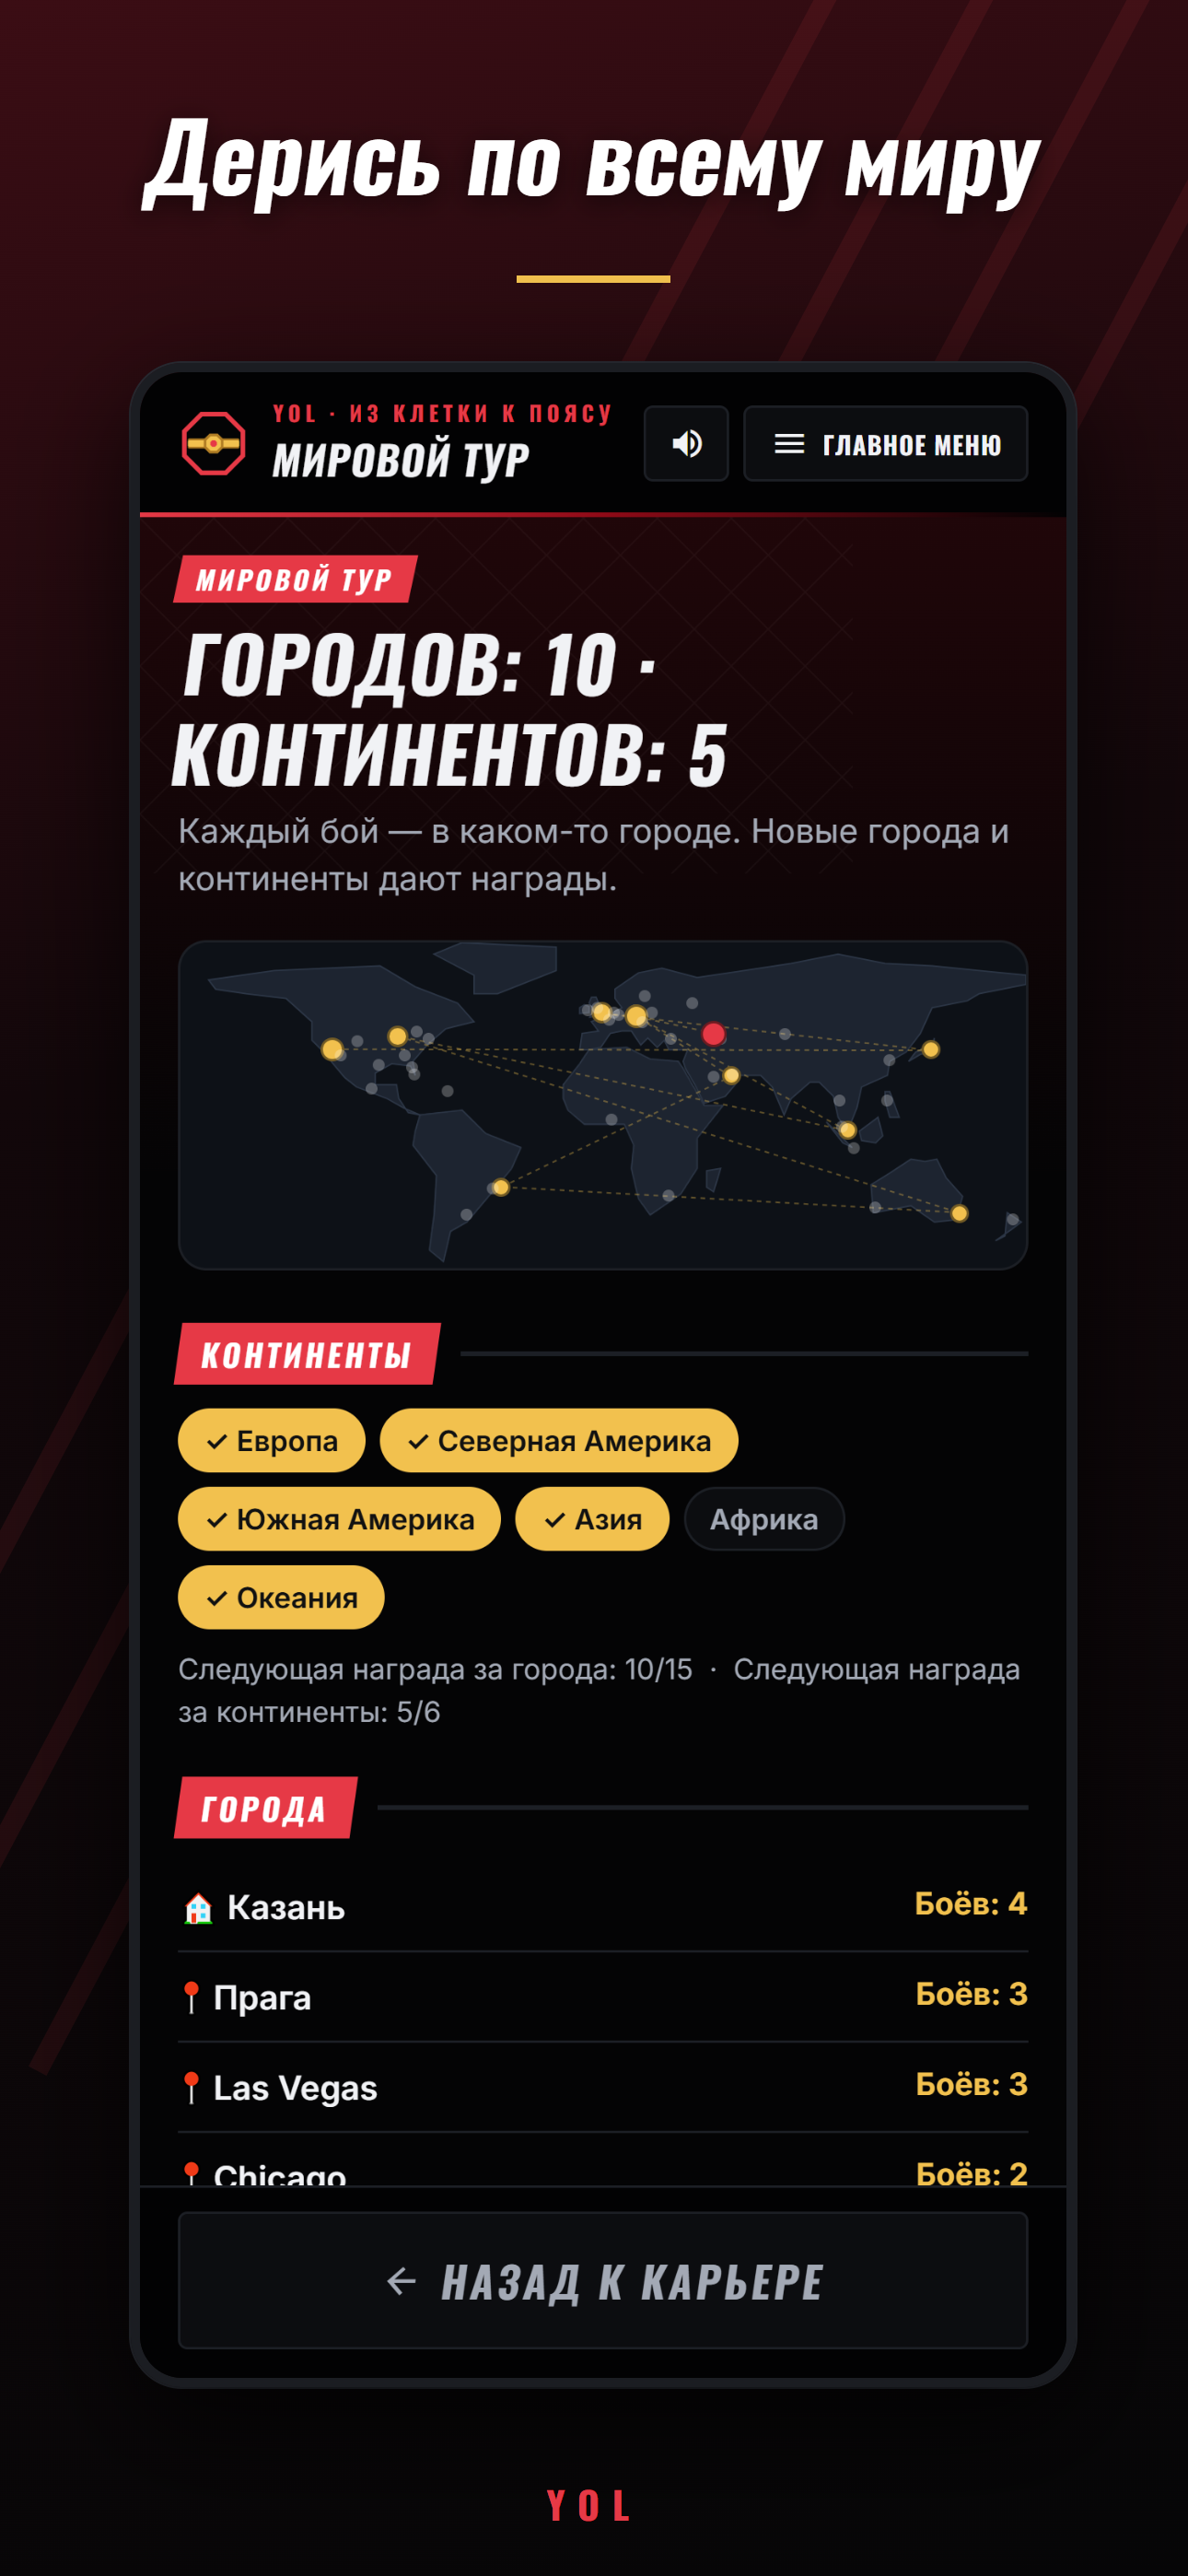 Дерись по всему миру
YOL · ИЗ КЛЕТКИ К ПОЯСУ
МИРОВОЙ ТУР
ГЛАВНОЕ МЕНЮ
МИРОВОЙ ТУР
ГОРОДОВ: 10 ·
КОНТИНЕНТОВ: 5
Каждый бой — в каком-то городе. Новые города и
континенты дают награды.
КОНТИНЕНТЫ
✓ Европа
✓ Северная Америка
✓ Южная Америка
✓ Азия
Африка
✓ Океания
Следующая награда за города: 10/15 · Следующая награда
за континенты: 5/6
ГОРОДА
Казань
Боёв: 4
Прага
Боёв: 3
Las Vegas
Боёв: 3
Chicago
Боёв: 2
← НАЗАД К КАРЬЕРЕ
YOL